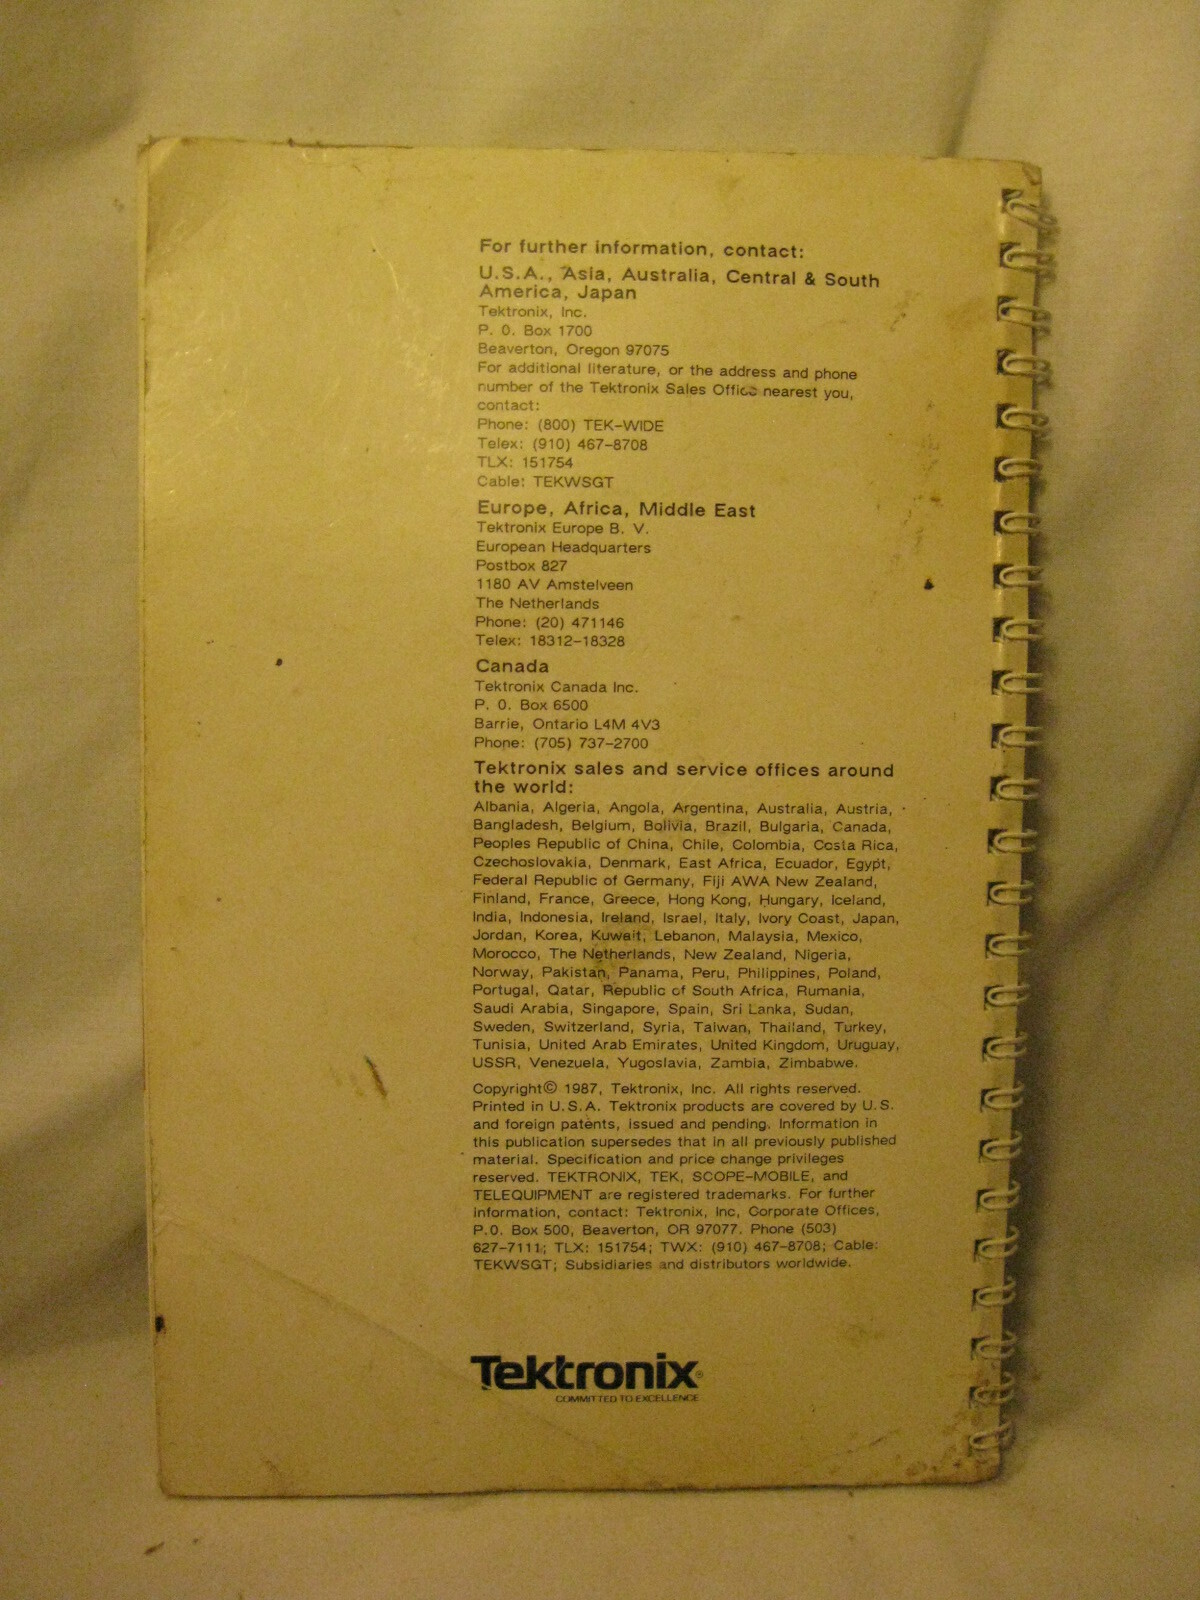 For further information, contact:
U.S.A., Asia, Australia, Central & South
America, Japan
Tektronix, Inc.
P. O. Box 1700
Beaverton, Oregon 97075
For additional literature, or the address and phone
number of the Tektronix Sales Office nearest you,
contact:
Phone: (800) TEK-WIDE
Telex: (910) 467-8708
TLX: 151754
Cable: TEKWSGT
Europe, Africa, Middle East
Tektronix Europe B. V.
European Headquarters
Postbox 827
1180 AV Amstelveen
The Netherlands
Phone: (20) 471146
Telex: 18312-18328
Canada
Tektronix Canada Inc.
P. O. Box 6500
Barrie, Ontario L4M 4V3
Phone: (705) 737-2700
Tektronix sales and service offices around
the world:
Albania, Algeria, Angola, Argentina, Australia, Austria,
Bangladesh, Belgium, Bolivia, Brazil, Bulgaria, Canada,
Peoples Republic of China, Chile, Colombia, Costa Rica,
Czechoslovakia, Denmark, East Africa, Ecuador, Egypt,
Federal Republic of Germany, Fiji AWA New Zealand,
Finland, France, Greece, Hong Kong, Hungary, Iceland,
India, Indonesia, Ireland, Israel, Italy, Ivory Coast, Japan,
Jordan, Korea, Kuwait, Lebanon, Malaysia, Mexico,
Morocco, The Netherlands, New Zealand, Nigeria,
Norway, Pakistan, Panama, Peru, Philippines, Poland,
Portugal, Qatar, Republic of South Africa, Rumania,
Saudi Arabia, Singapore, Spain, Sri Lanka, Sudan,
Sweden, Switzerland, Syria, Taiwan, Thailand, Turkey,
Tunisia, United Arab Emirates, United Kingdom, Uruguay,
USSR, Venezuela, Yugoslavia, Zambia, Zimbabwe.
Copyright© 1987, Tektronix, Inc. All rights reserved.
Printed in U.S.A. Tektronix products are covered by U.S.
and foreign patents, issued and pending. Information in
this publication supersedes that in all previously published
material. Specification and price change privileges
reserved. TEKTRONIX, TEK, SCOPE-MOBILE, and
TELEQUIPMENT are registered trademarks. For further
information, contact: Tektronix, Inc, Corporate Offices,
P.O. Box 500, Beaverton, OR 97077. Phone (503)
627-7111; TLX: 151754; TWX: (910) 467-8708; Cable:
TEKWSGT; Subsidiaries and distributors worldwide.
Tektronix®
COMMITTED TO EXCELLENCE